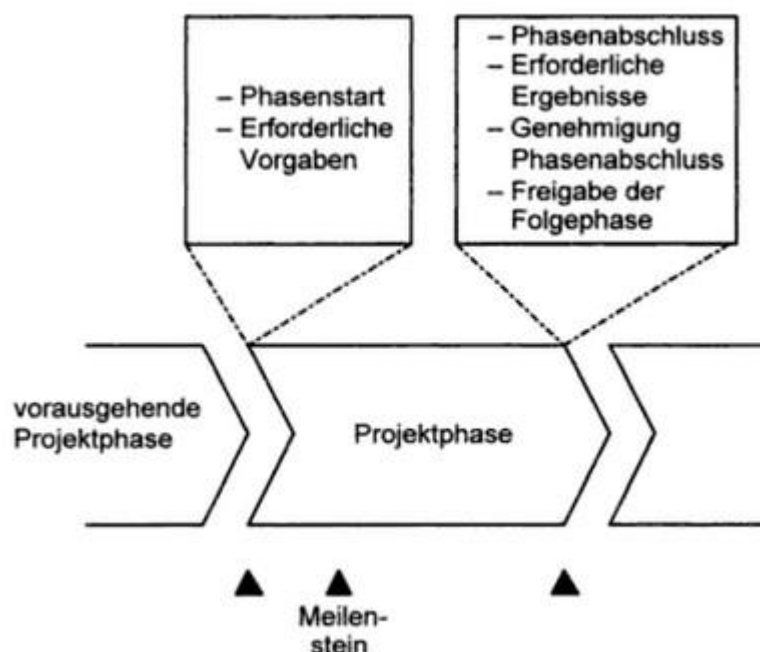 – Phasenstart
– Erforderliche
Vorgaben
– Phasenabschluss
– Erforderliche
Ergebnisse
– Genehmigung
Phasenabschluss
– Freigabe der
Folgephase
vorausgehende
Projektphase
Projektphase
Meilen-
stein